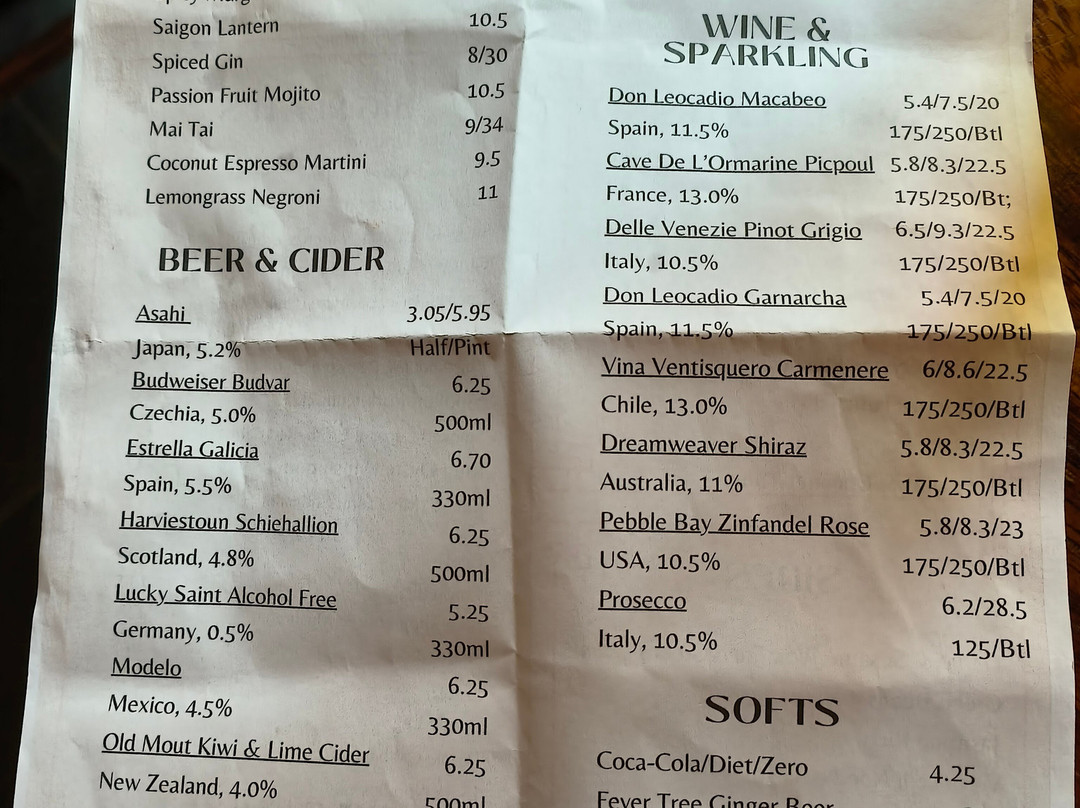 Saigon Lantern 10.5
Spiced Gin 8/30
Passion Fruit Mojito 10.5
Mai Tai 9/34
Coconut Espresso Martini 9.5
Lemongrass Negroni 11
BEER & CIDER
Asahi 3.05/5.95
Japan, 5.2% Half/Pint
Budweiser Budvar 6.25
Czechia, 5.0% 500ml
Estrella Galicia 6.70
Spain, 5.5% 330ml
Harviestoun Schiehallion 6.25
Scotland, 4.8% 500ml
Lucky Saint Alcohol Free 5.25
Germany, 0.5% 330ml
Modelo 6.25
Mexico, 4.5% 330ml
Old Mout Kiwi & Lime Cider 6.25
New Zealand, 4.0% 500ml
WINE &
SPARKLING
Don Leocadio Macabeo 5.4/7.5/20
Spain, 11.5% 175/250/Btl
Cave De L'Ormarine Picpoul 5.8/8.3/22.5
France, 13.0% 175/250/Bt;
Delle Venezie Pinot Grigio 6.5/9.3/22.5
Italy, 10.5% 175/250/Btl
Don Leocadio Garnarcha 5.4/7.5/20
Spain, 11.5% 175/250/Btl
Vina Ventisquero Carmenere 6/8.6/22.5
Chile, 13.0% 175/250/Btl
Dreamweaver Shiraz 5.8/8.3/22.5
Australia, 11% 175/250/Btl
Pebble Bay Zinfandel Rose 5.8/8.3/23
USA, 10.5% 175/250/Btl
Prosecco 6.2/28.5
Italy, 10.5% 125/Btl
SOFTS
Coca-Cola/Diet/Zero 4.25
Fever Tree Ginger Beer